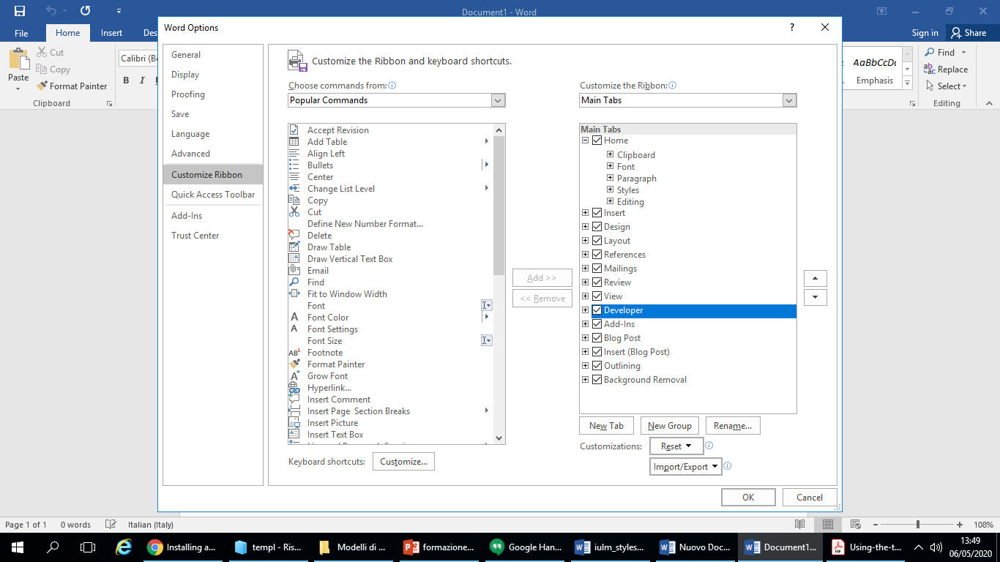 Document1 - Word
File
Home
Insert
Des
Sign in
Share
Paste
Cut
Copy
Format Painter
Clipboard
Calibri (Bo
B I
Word Options
?
General
Display
Proofing
Save
Language
Advanced
Customize Ribbon
Quick Access Toolbar
Add-Ins
Trust Center
Customize the Ribbon and keyboard shortcuts.
Choose commands from:
Popular Commands
Accept Revision
Add Table
Align Left
Bullets
Center
Change List Level
Copy
Cut
Define New Number Format...
Delete
Draw Table
Draw Vertical Text Box
Email
Find
Fit to Window Width
Font
Font Color
Font Settings
Font Size
Footnote
Format Painter
Grow Font
Hyperlink...
Insert Comment
Insert Page Section Breaks
Insert Picture
Insert Text Box
Keyboard shortcuts:
Customize...
Add >>
<< Remove
Customize the Ribbon:
Main Tabs
Main Tabs
Home
Clipboard
Font
Paragraph
Styles
Editing
Insert
Design
Layout
References
Mailings
Review
View
Developer
Add-Ins
Blog Post
Insert (Blog Post)
Outlining
Background Removal
New Tab
New Group
Rename...
Customizations:
Reset
Import/Export
OK
Cancel
AaBbCcDc
Emphasis
Find
Replace
Select
Editing
Page 1 of 1
0 words
Italian (Italy)
108%
Installing a...
templ - Ris...
Modelli di ...
formazione...
Google Han...
iulm_styles...
Nuovo Doc...
Document1...
Using-the-t...
13:49
06/05/2020